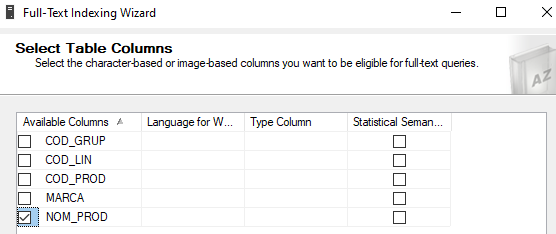 Full-Text Indexing Wizard
Select Table Columns
Select the character-based or image-based columns you want to be eligible for full-text queries.
AZ
Available Columns Language for W... Type Column Statistical Seman...
COD_GRUP
COD_LIN
COD_PROD
MARCA
NOM_PROD